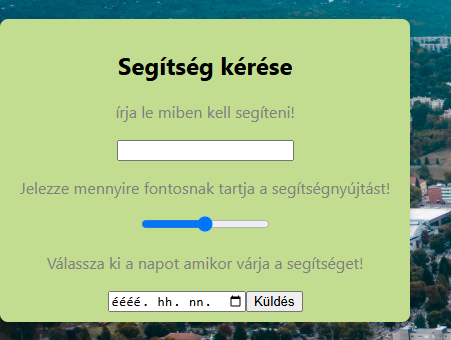 Segítség kérése
írja le miben kell segíteni!
Jelezze mennyire fontosnak tartja a segítségnyújtást!
Válassza ki a napot amikor várja a segítséget!
éééé. hh. nn. Küldés